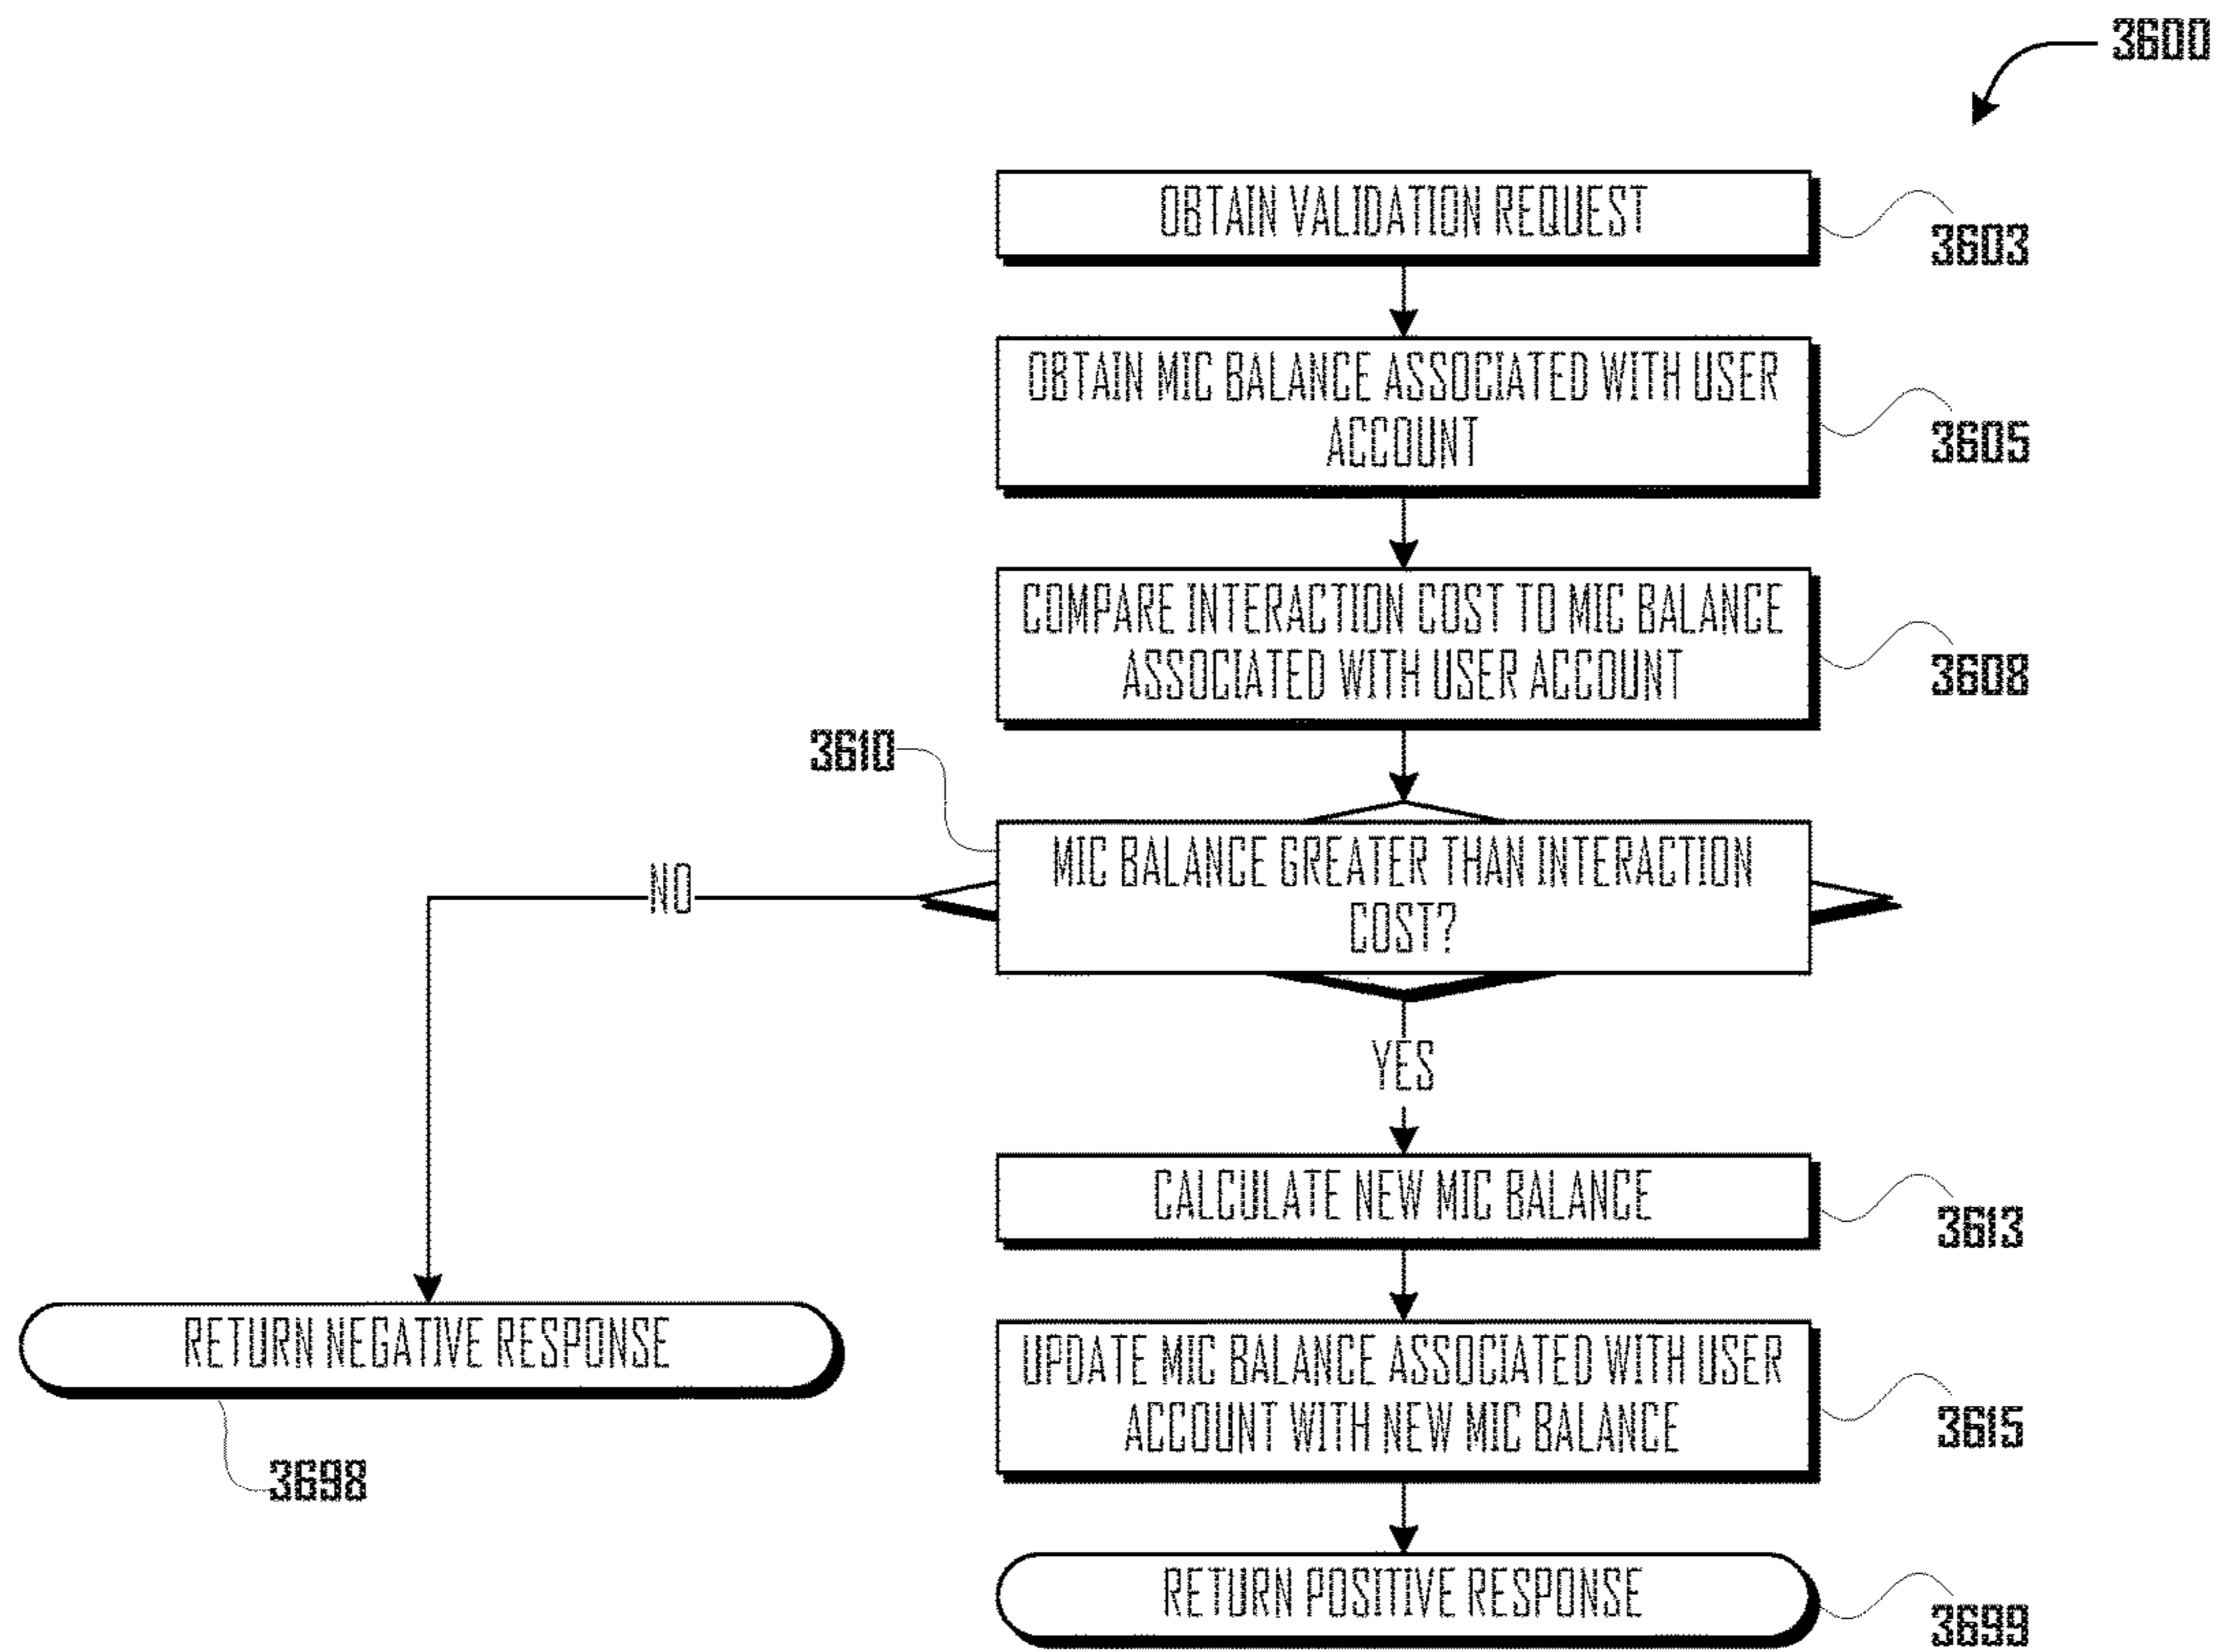 3600
OBTAIN VALIDATION REQUEST
3603
OBTAIN MIC BALANCE ASSOCIATED WITH USER
ACCOUNT
3605
COMPARE INTERACTION COST TO MIC BALANCE
ASSOCIATED WITH USER ACCOUNT
3608
3610
MIC BALANCE GREATER THAN INTERACTION
COST?
NO
YES
CALCULATE NEW MIC BALANCE
3613
RETURN NEGATIVE RESPONSE
3698
UPDATE MIC BALANCE ASSOCIATED WITH USER
ACCOUNT WITH NEW MIC BALANCE
3615
RETURN POSITIVE RESPONSE
3699